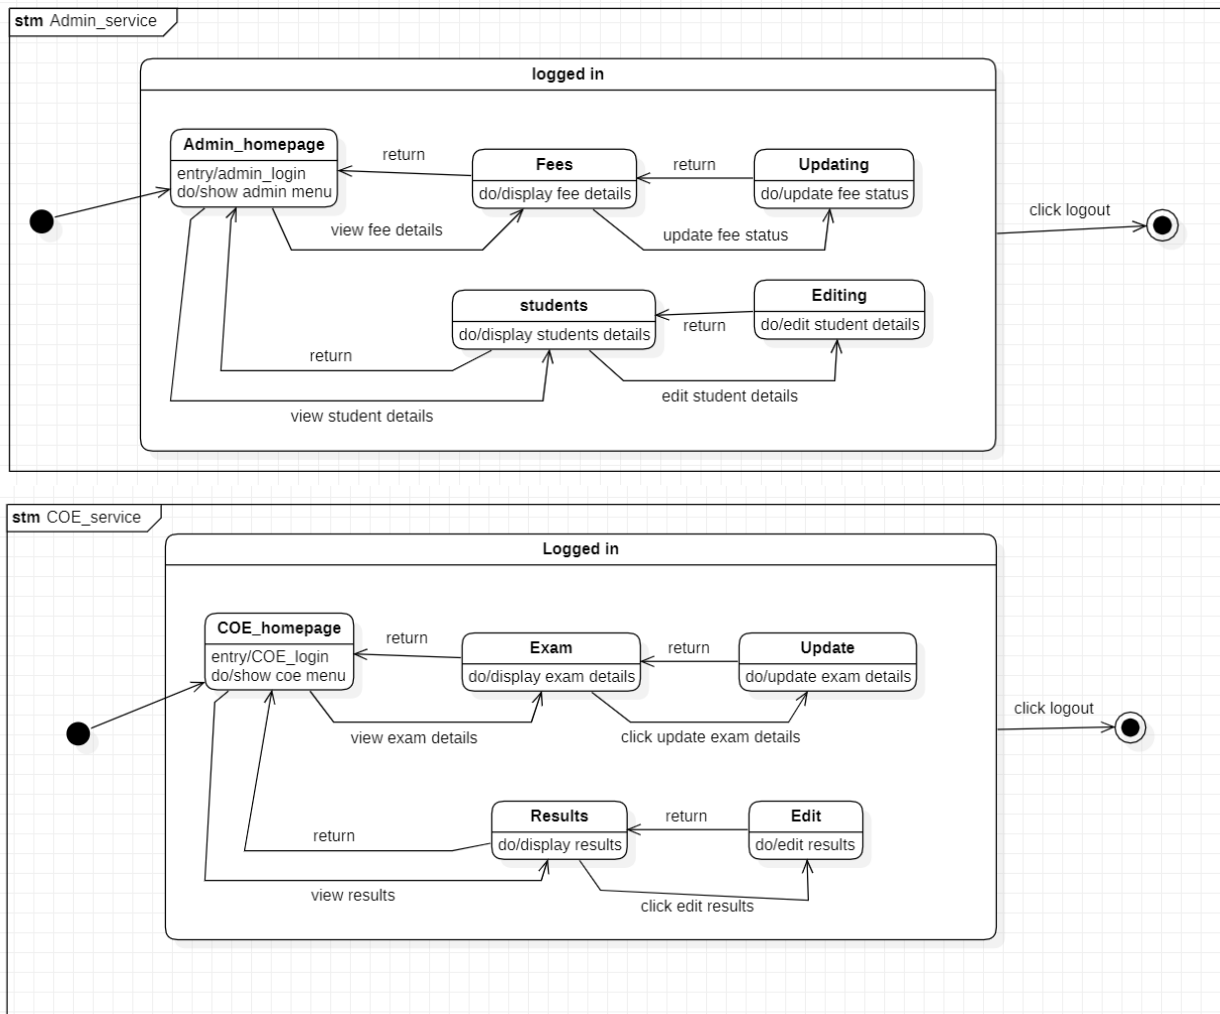 stm Admin_service
logged in
Admin_homepage
entry/admin_login
do/show admin menu
return
Fees
do/display fee details
return
Updating
do/update fee status
view fee details
update fee status
click logout
students
do/display students details
return
Editing
do/edit student details
return
view student details
edit student details
stm COE_service
Logged in
COE_homepage
entry/COE_login
do/show coe menu
return
Exam
do/display exam details
return
Update
do/update exam details
view exam details
click update exam details
click logout
Results
do/display results
return
Edit
do/edit results
return
view results
click edit results